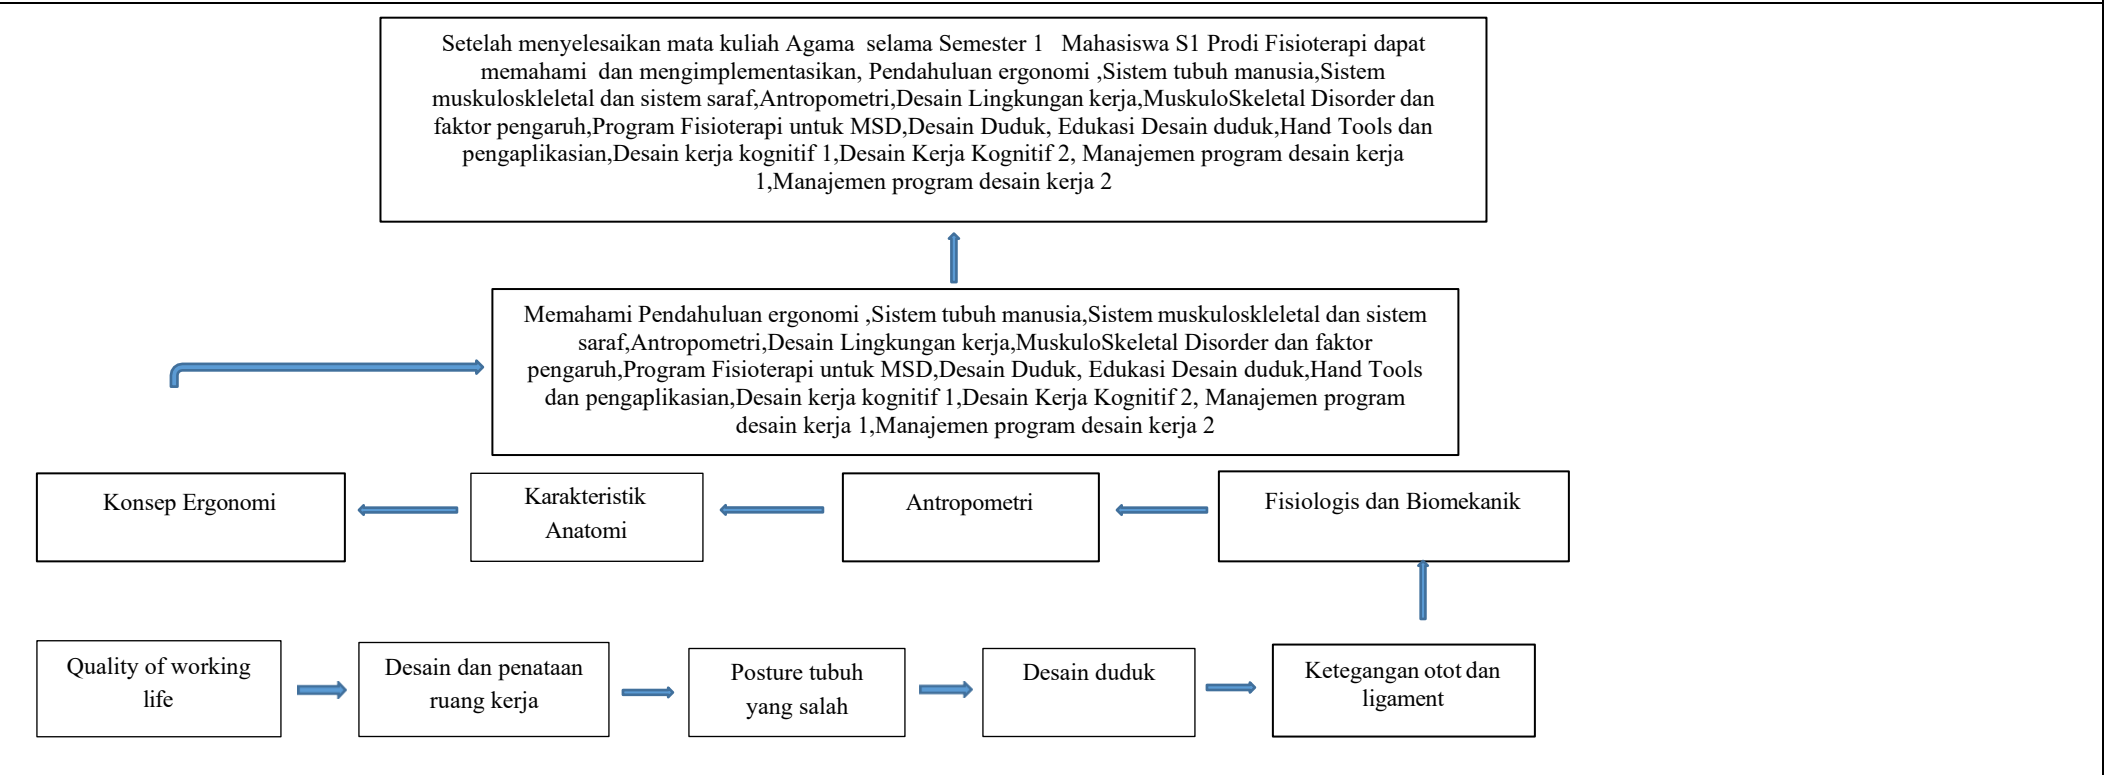 Setelah menyelesaikan mata kuliah Agama  selama Semester 1   Mahasiswa S1 Prodi Fisioterapi dapat
memahami  dan mengimplementasikan, Pendahuluan ergonomi ,Sistem tubuh manusia,Sistem
muskuloskleletal dan sistem saraf,Antropometri,Desain Lingkungan kerja,MuskuloSkeletal Disorder dan
faktor pengaruh,Program Fisioterapi untuk MSD,Desain Duduk, Edukasi Desain duduk,Hand Tools dan
pengaplikasian,Desain kerja kognitif 1,Desain Kerja Kognitif 2, Manajemen program desain kerja
1,Manajemen program desain kerja 2
Memahami Pendahuluan ergonomi ,Sistem tubuh manusia,Sistem muskuloskleletal dan sistem
saraf,Antropometri,Desain Lingkungan kerja,MuskuloSkeletal Disorder dan faktor
pengaruh,Program Fisioterapi untuk MSD,Desain Duduk, Edukasi Desain duduk,Hand Tools
dan pengaplikasian,Desain kerja kognitif 1,Desain Kerja Kognitif 2, Manajemen program
desain kerja 1,Manajemen program desain kerja 2
Konsep Ergonomi
Karakteristik
Anatomi
Antropometri
Fisiologis dan Biomekanik
Quality of working
life
Desain dan penataan
ruang kerja
Posture tubuh
yang salah
Desain duduk
Ketegangan otot dan
ligament